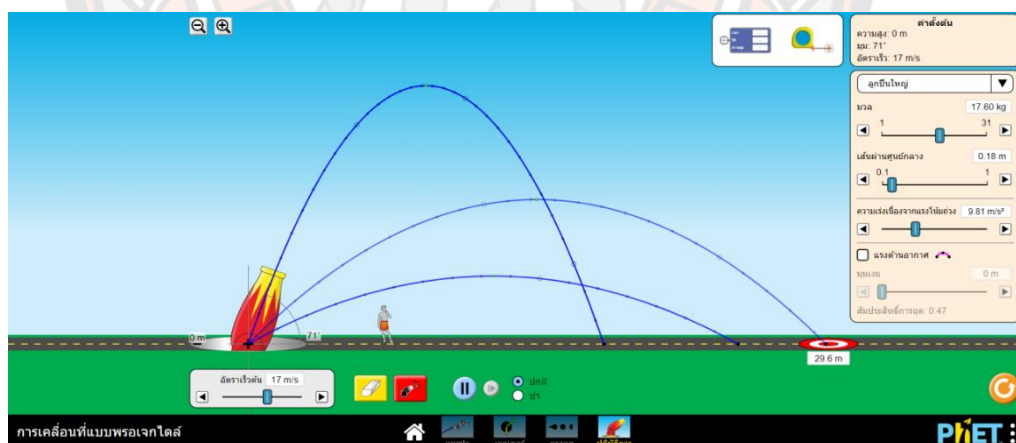 ค่าตั้งต้น
ความสูง: 0 m
มุม: 71°
อัตราเร็ว: 17 m/s
ลูกปืนใหญ่
มวล 17.60 kg
1 31
เส้นผ่านศูนย์กลาง 0.18 m
0.1 1
ความเร่งเนื่องจากแรงโน้มถ่วง 9.81 m/s²
แรงต้านอากาศ
0 m
สัมประสิทธิ์การฉุด: 0.47
0 m
71°
29.6 m
อัตราเร็วต้น 17 m/s
ปกติ
ช้า
การเคลื่อนที่แบบพรอเจกไตล์
PhET